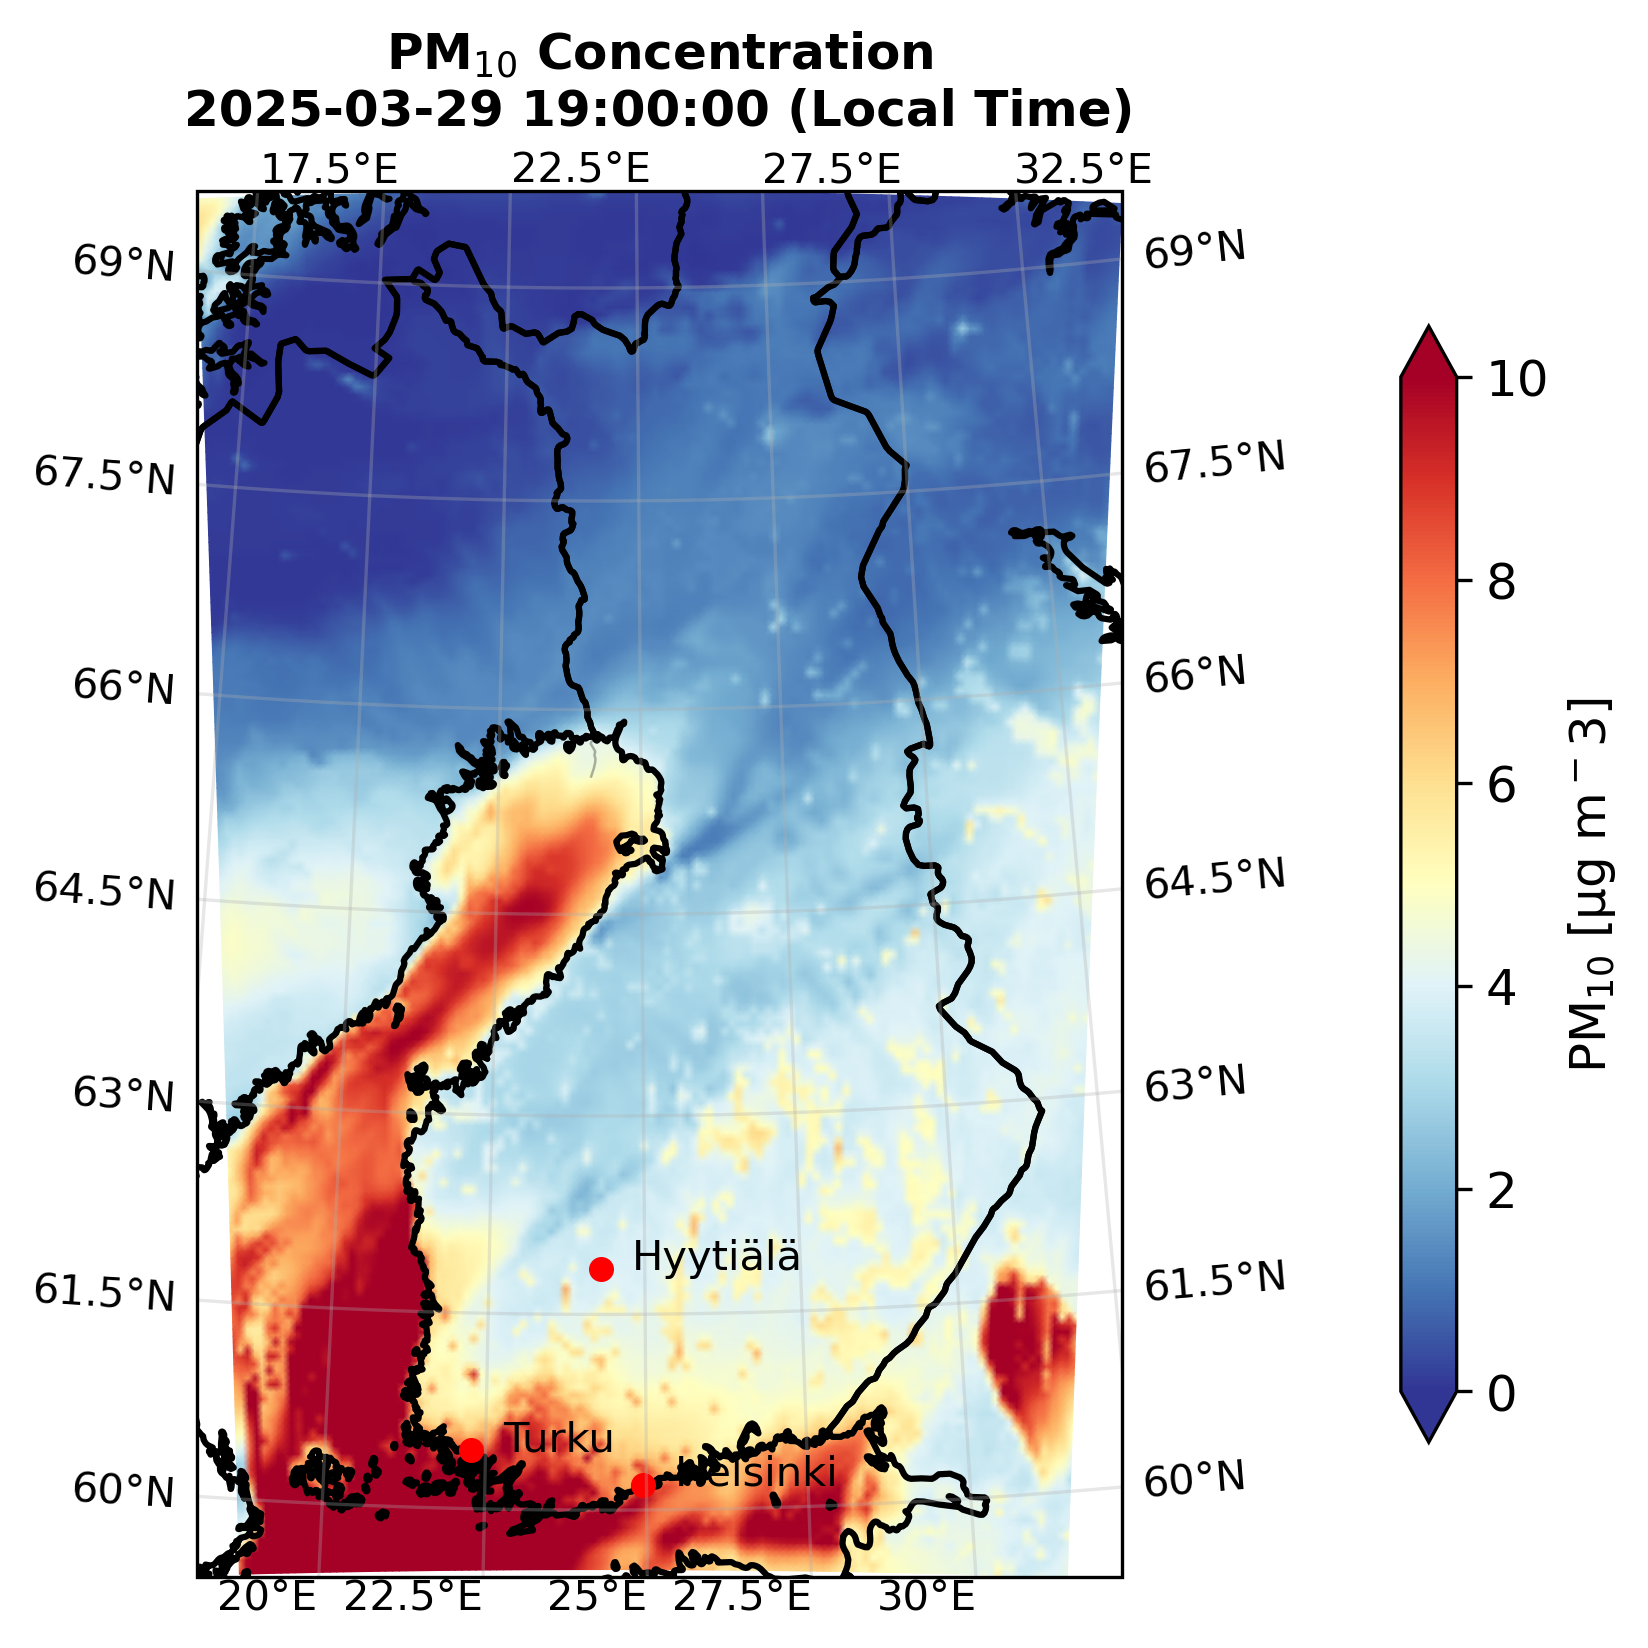 PM₁₀ Concentration
2025-03-29 19:00:00 (Local Time)
17.5°E 22.5°E 27.5°E 32.5°E
69°N 69°N
67.5°N 67.5°N
66°N 66°N
64.5°N 64.5°N
63°N 63°N
61.5°N 61.5°N
60°N 60°N
Hyytiälä
Turku
Helsinki
20°E 22.5°E 25°E 27.5°E 30°E
10
8
6
4
2
0
PM₁₀ [µg m⁻ 3]